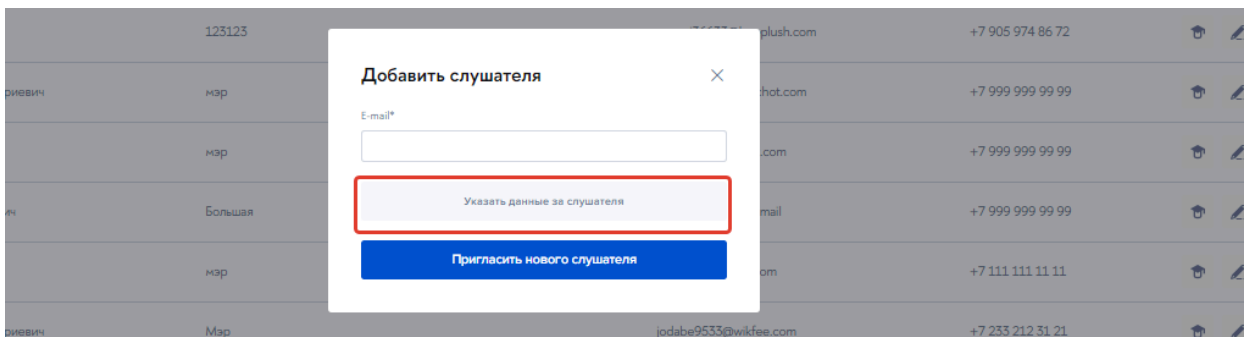 123123
plush.com
+7 905 974 86 72
Добавить слушателя
риевич
мэр
hot.com
+7 999 999 99 99
E-mail*
мэр
.com
+7 999 999 99 99
Указать данные за слушателя
ич
Большая
mail
+7 999 999 99 99
Пригласить нового слушателя
мэр
om
+7 111 111 11 11
риевич
Мэр
jodabe9533@wikfee.com
+7 233 212 31 21